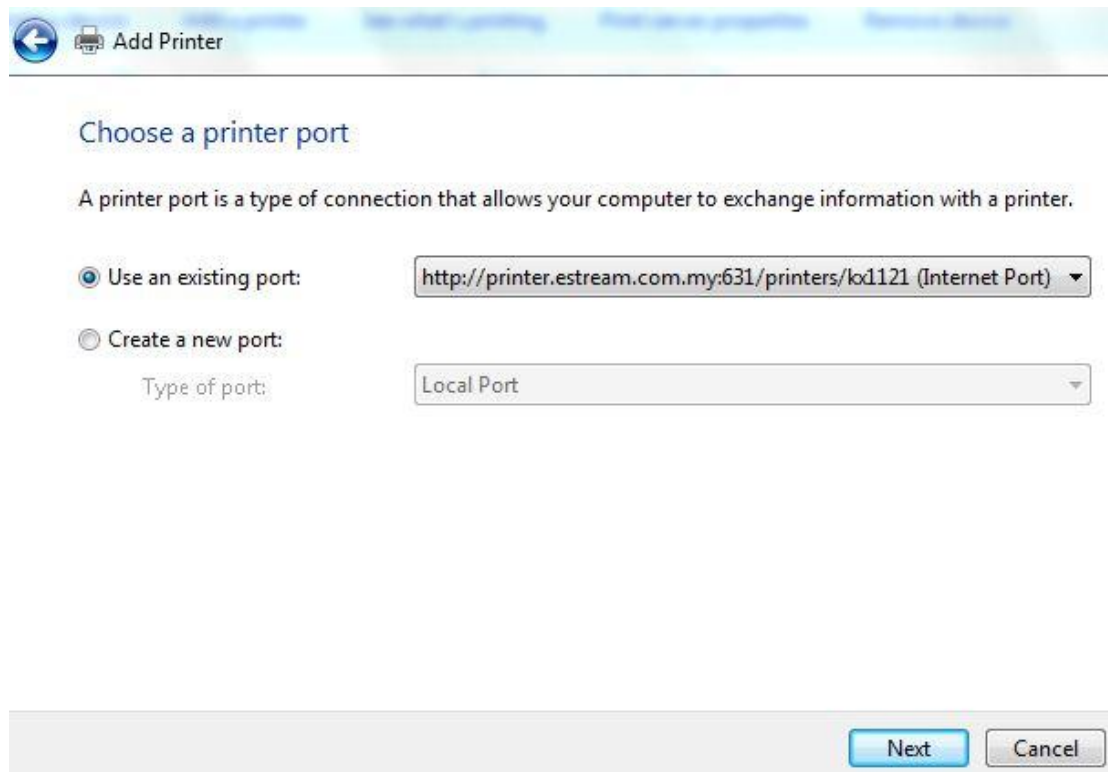 Add Printer
Choose a printer port
A printer port is a type of connection that allows your computer to exchange information with a printer.
Use an existing port: http://printer.estream.com.my:631/printers/kx1121 (Internet Port)
Create a new port:
Type of port: Local Port
Next Cancel